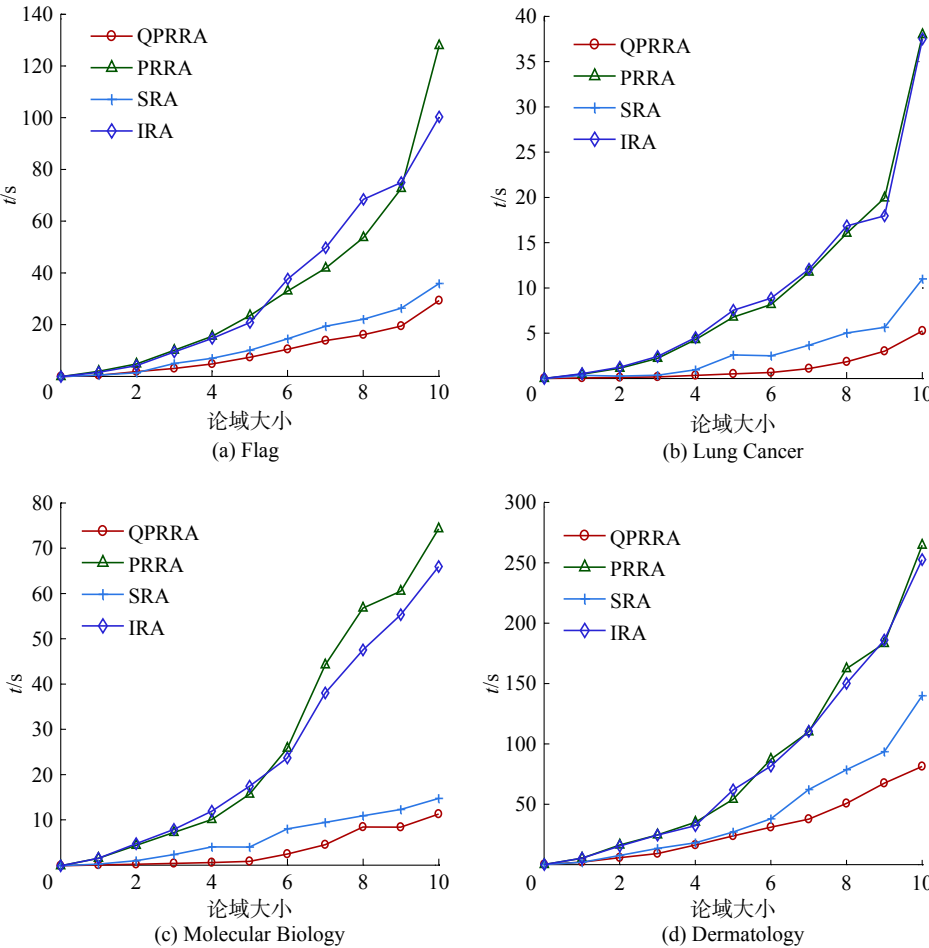 140
120
100
80
60
40
20
0
t/s
QPRRA
PRRA
SRA
IRA
2
4
6
8
10
论域大小
(a) Flag
40
35
30
25
20
15
10
5
0
t/s
QPRRA
PRRA
SRA
IRA
2
4
6
8
10
论域大小
(b) Lung Cancer
80
70
60
50
40
30
20
10
0
t/s
QPRRA
PRRA
SRA
IRA
2
4
6
8
10
论域大小
(c) Molecular Biology
300
250
200
150
100
50
0
t/s
QPRRA
PRRA
SRA
IRA
2
4
6
8
10
论域大小
(d) Dermatology